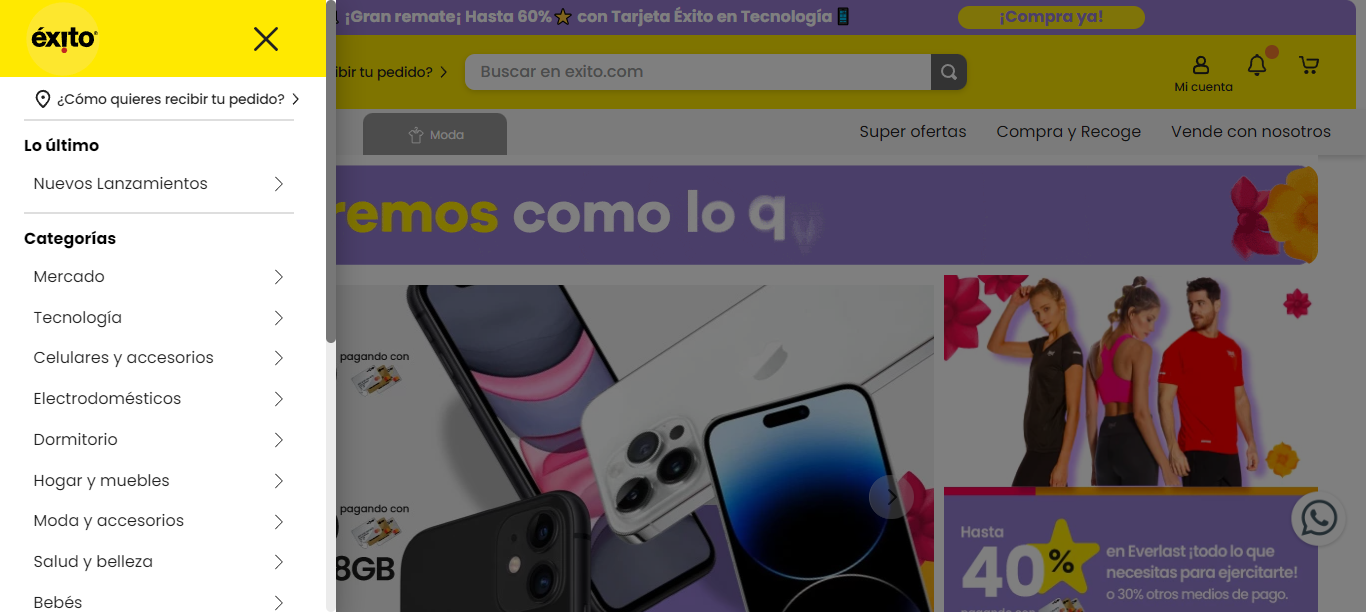 éxito
¿Cómo quieres recibir tu pedido?
Lo último
Nuevos Lanzamientos
Categorías
Mercado
Tecnología
Celulares y accesorios
Electrodomésticos
Dormitorio
Hogar y muebles
Moda y accesorios
Salud y belleza
Bebés
¡Gran remate¡ Hasta 60% con Tarjeta Éxito en Tecnología
¡Compra ya!
tu pedido?
Buscar en exito.com
Mi cuenta
Moda
Super ofertas
Compra y Recoge
Vende con nosotros
como lo q
pagando con
pagando con
8GB
Hasta
40%
en Everlast ¡todo lo que
necesitas para ejercitarte!
o 30% otros medios de pago.
pagando con